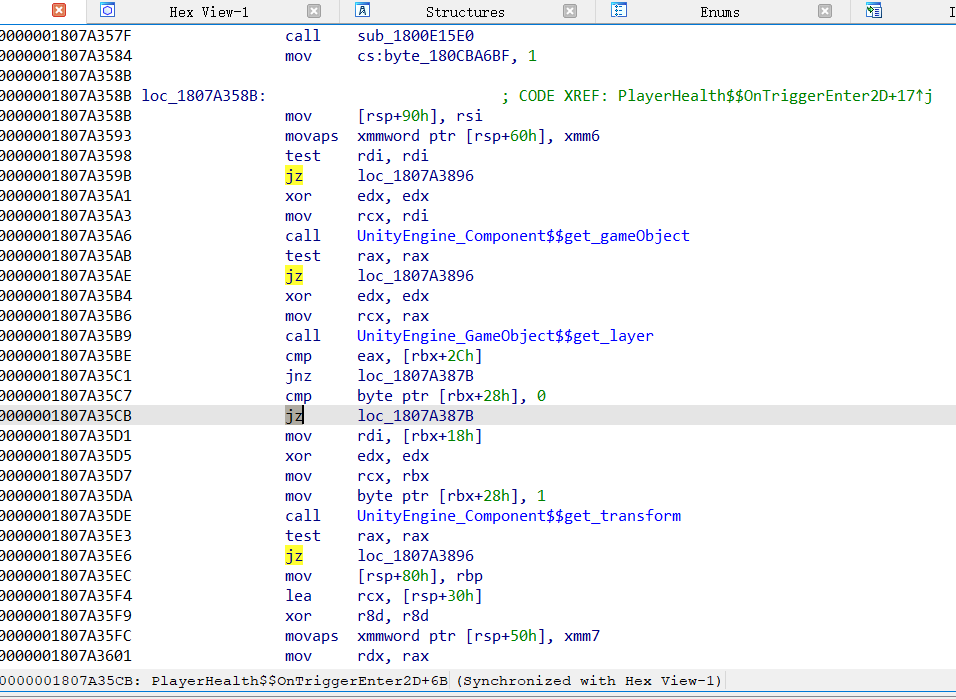 Hex View-1 Structures Enums I
0000001807A357F call sub_1800E15E0
0000001807A3584 mov cs:byte_180CBA6BF, 1
0000001807A358B
0000001807A358B loc_1807A358B: ; CODE XREF: PlayerHealth$$OnTriggerEnter2D+17↑j
0000001807A358B mov [rsp+90h], rsi
0000001807A3593 movaps xmmword ptr [rsp+60h], xmm6
0000001807A3598 test rdi, rdi
0000001807A359B jz loc_1807A3896
0000001807A35A1 xor edx, edx
0000001807A35A3 mov rcx, rdi
0000001807A35A6 call UnityEngine_Component$$get_gameObject
0000001807A35AB test rax, rax
0000001807A35AE jz loc_1807A3896
0000001807A35B4 xor edx, edx
0000001807A35B6 mov rcx, rax
0000001807A35B9 call UnityEngine_GameObject$$get_layer
0000001807A35BE cmp eax, [rbx+2Ch]
0000001807A35C1 jnz loc_1807A387B
0000001807A35C7 cmp byte ptr [rbx+28h], 0
0000001807A35CB jz loc_1807A387B
0000001807A35D1 mov rdi, [rbx+18h]
0000001807A35D5 xor edx, edx
0000001807A35D7 mov rcx, rbx
0000001807A35DA mov byte ptr [rbx+28h], 1
0000001807A35DE call UnityEngine_Component$$get_transform
0000001807A35E3 test rax, rax
0000001807A35E6 jz loc_1807A3896
0000001807A35EC mov [rsp+80h], rbp
0000001807A35F4 lea rcx, [rsp+30h]
0000001807A35F9 xor r8d, r8d
0000001807A35FC movaps xmmword ptr [rsp+50h], xmm7
0000001807A3601 mov rdx, rax
0000001807A35CB: PlayerHealth$$OnTriggerEnter2D+6B (Synchronized with Hex View-1)